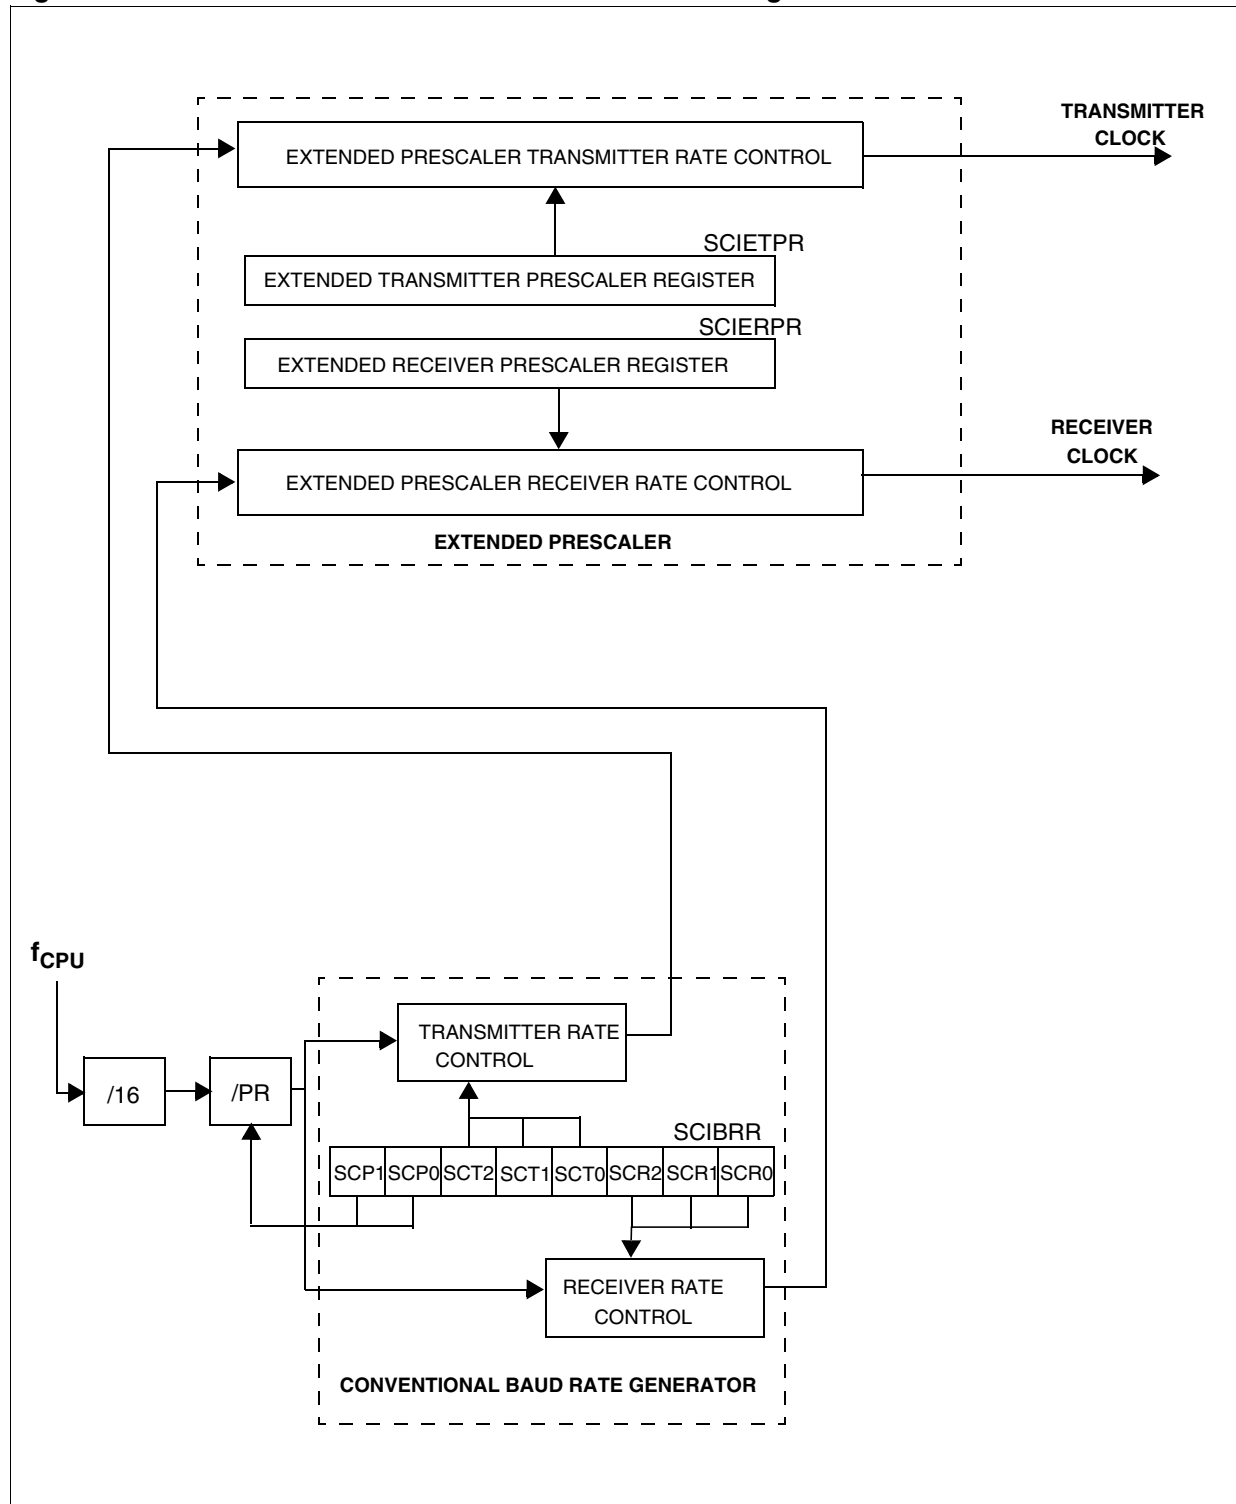 TRANSMITTER
CLOCK
EXTENDED PRESCALER TRANSMITTER RATE CONTROL
SCIETPR
EXTENDED TRANSMITTER PRESCALER REGISTER
SCIERPR
EXTENDED RECEIVER PRESCALER REGISTER
RECEIVER
CLOCK
EXTENDED PRESCALER RECEIVER RATE CONTROL
EXTENDED PRESCALER
fCPU
TRANSMITTER RATE
CONTROL
/16
/PR
SCIBRR
SCP1 SCP0 SCT2 SCT1 SCT0 SCR2 SCR1 SCR0
RECEIVER RATE
CONTROL
CONVENTIONAL BAUD RATE GENERATOR